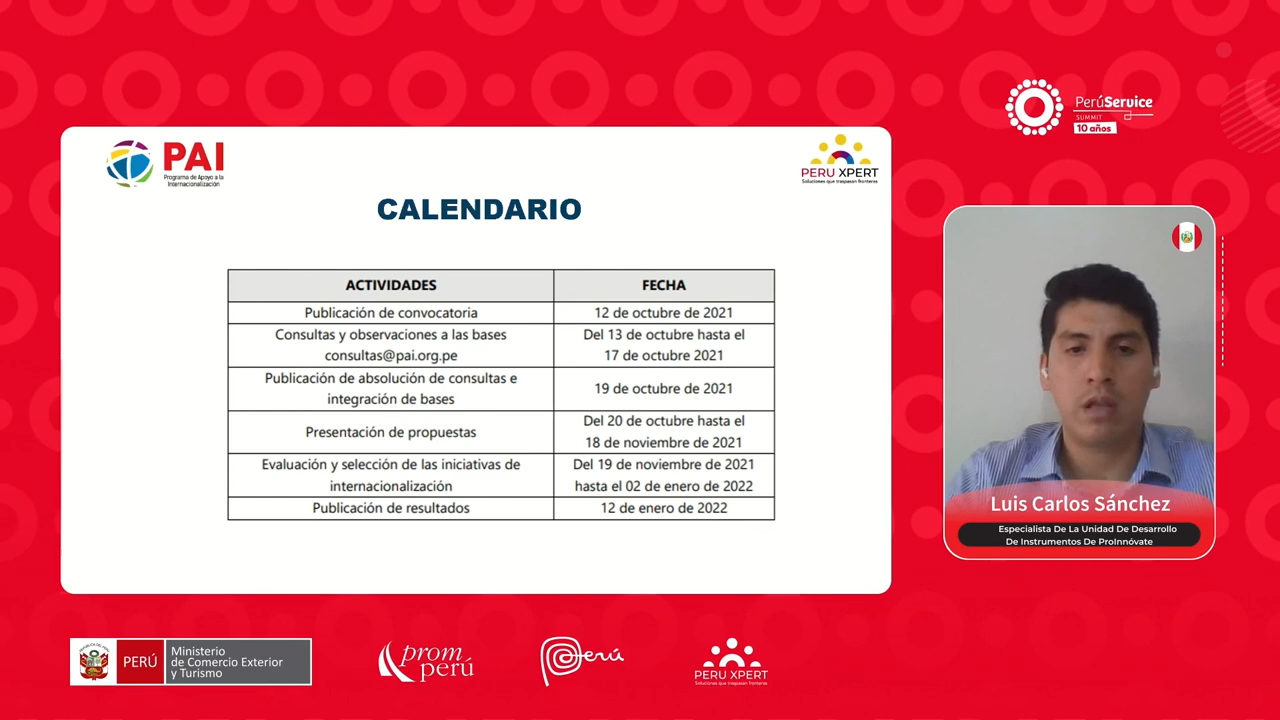 PerúService
SUMMIT
10 años
PAI
Programa de Apoyo a la
Internacionalización
PERU XPERT
Soluciones que traspasan fronteras
CALENDARIO
ACTIVIDADES FECHA
Publicación de convocatoria 12 de octubre de 2021
Consultas y observaciones a las bases
consultas@pai.org.pe
Del 13 de octubre hasta el
17 de octubre 2021
Publicación de absolución de consultas e
integración de bases
19 de octubre de 2021
Presentación de propuestas
Del 20 de octubre hasta el
18 de noviembre de 2021
Evaluación y selección de las iniciativas de
internacionalización
Del 19 de noviembre de 2021
hasta el 02 de enero de 2022
Publicación de resultados 12 de enero de 2022
Luis Carlos Sánchez
Especialista De La Unidad De Desarrollo
De Instrumentos De ProInnóvate
PERÚ
Ministerio
de Comercio Exterior
y Turismo
prom
perú
Perú
PERU XPERT
Soluciones que traspasan fronteras